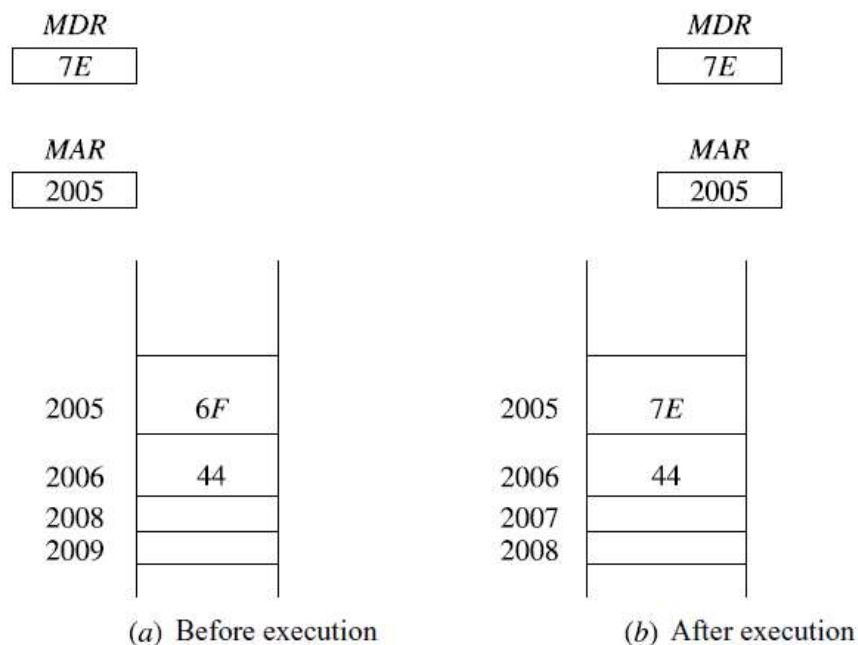 MDR MDR
7E 7E
MAR MAR
2005 2005
2005 6F 2005 7E
2006 44 2006 44
2008 2007
2009 2008
(a) Before execution (b) After execution